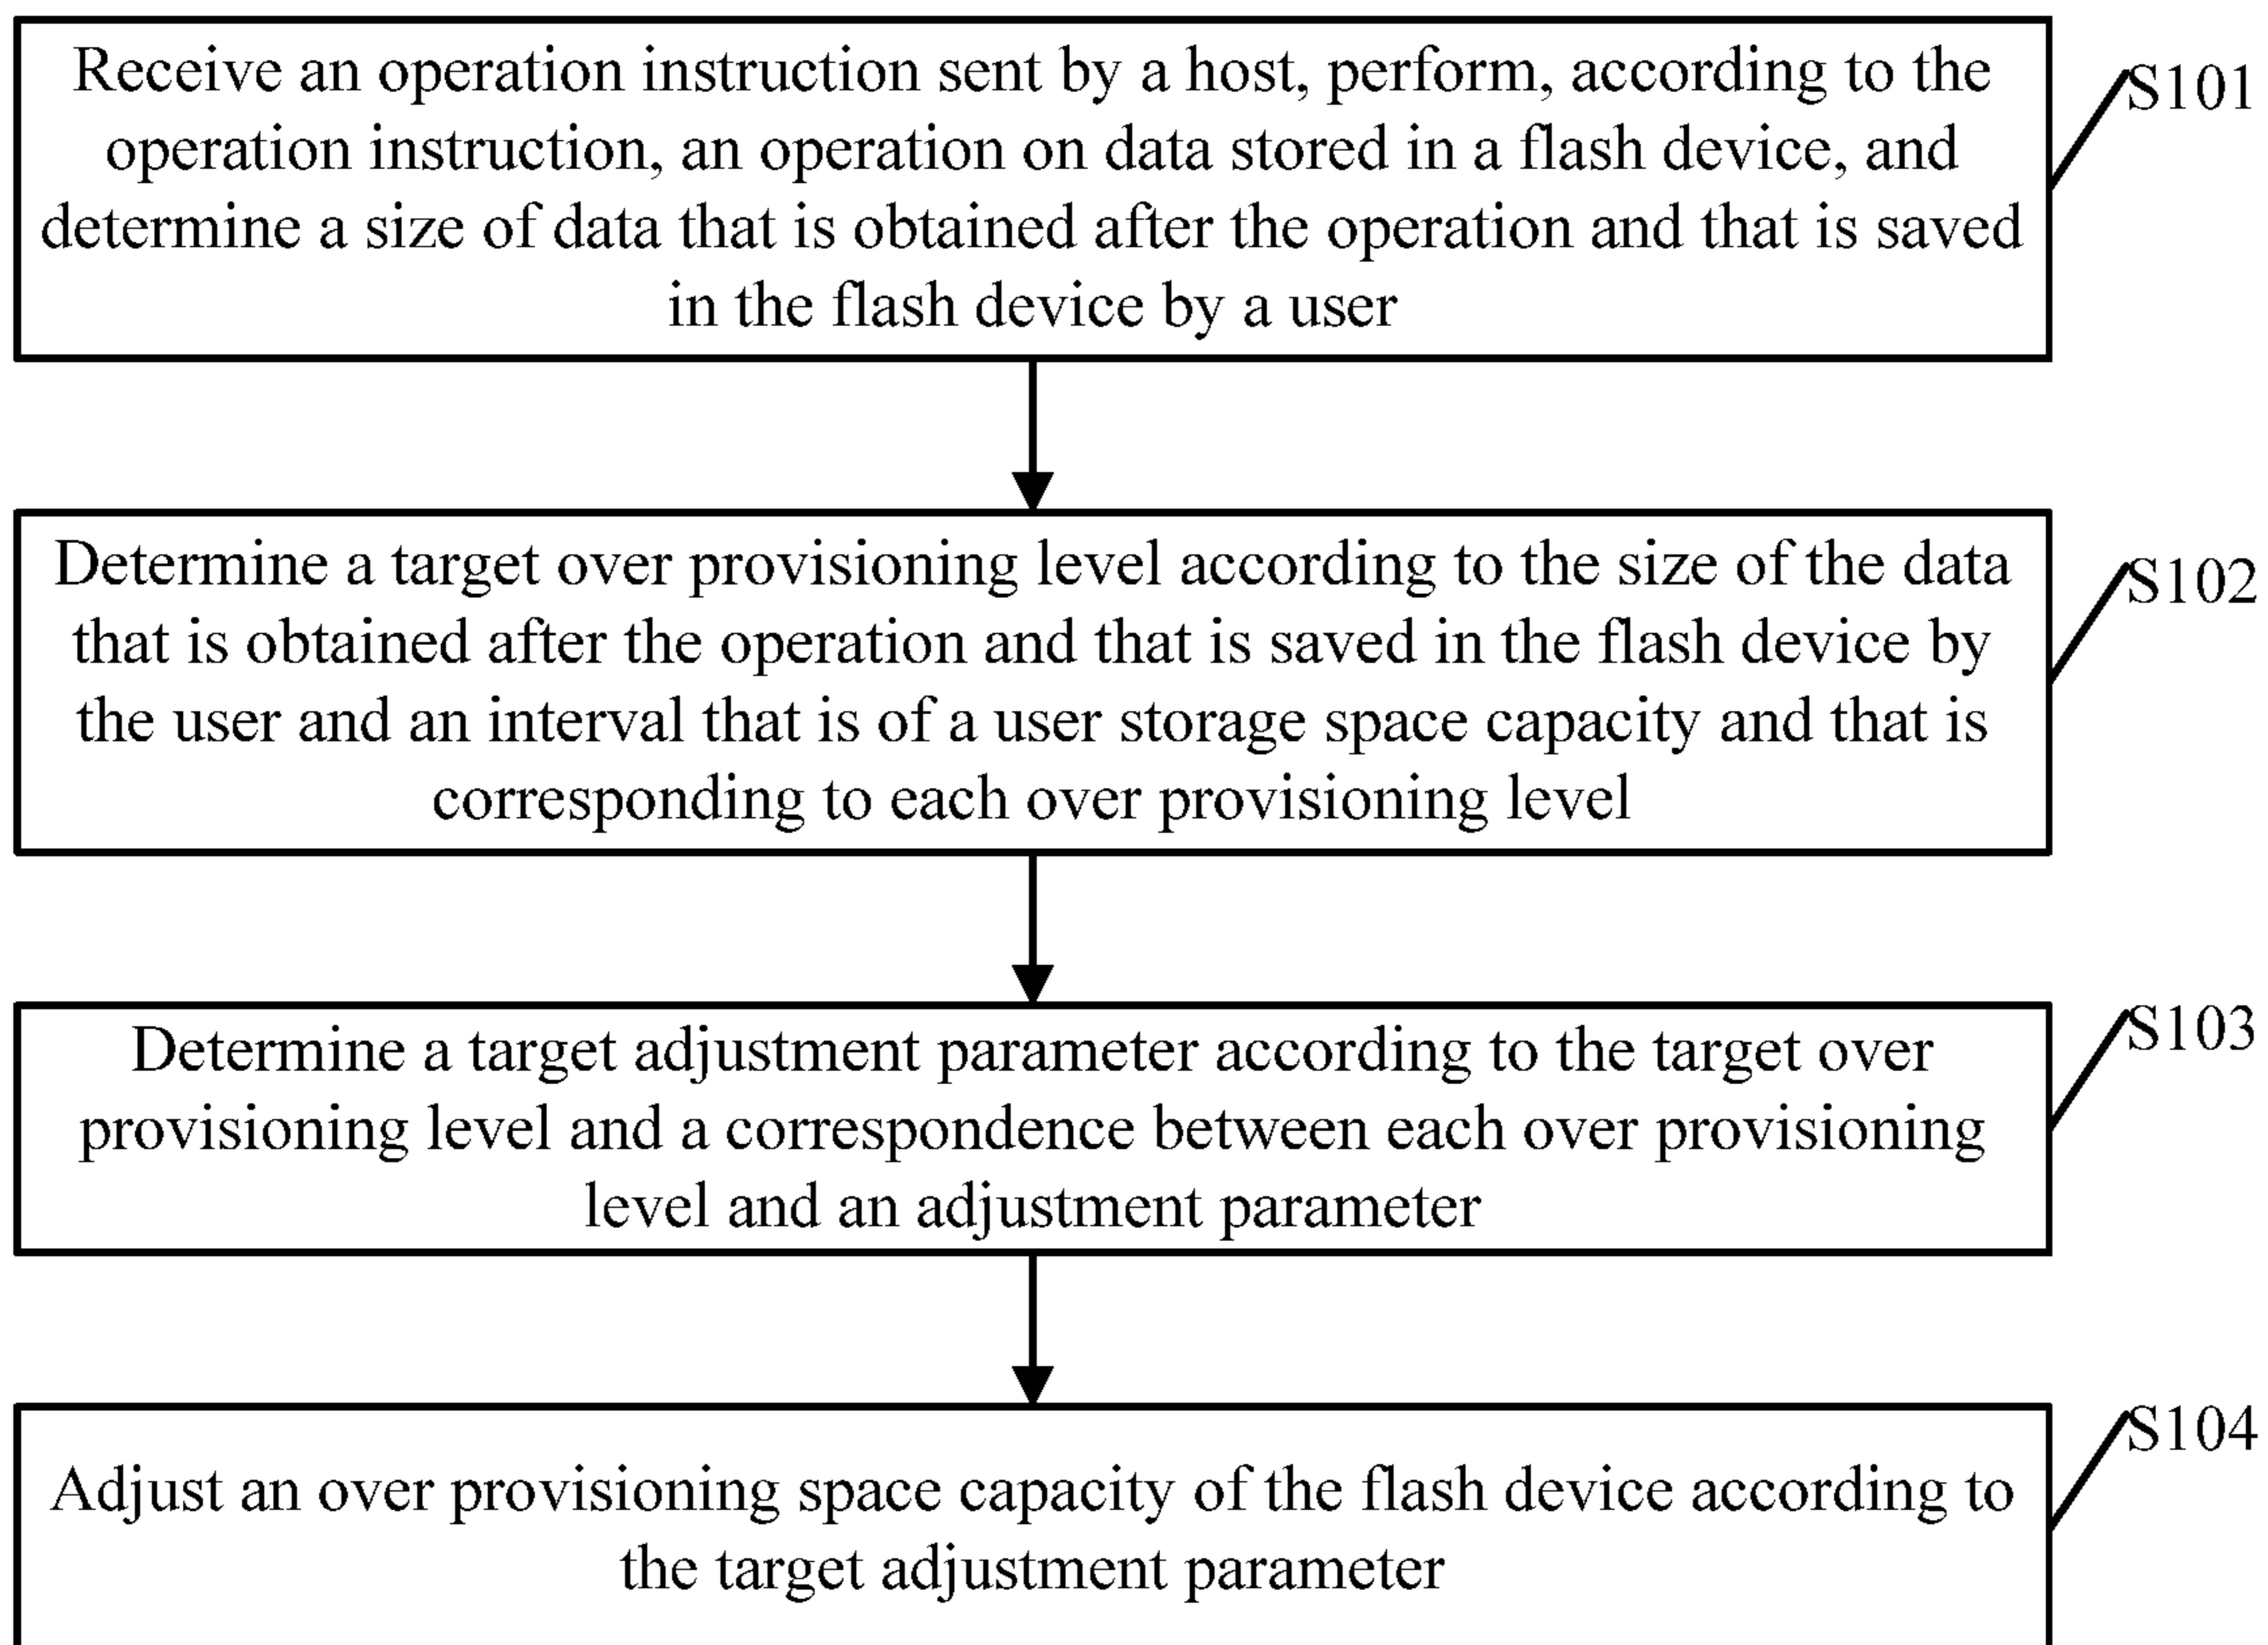 Receive an operation instruction sent by a host, perform, according to the
operation instruction, an operation on data stored in a flash device, and
determine a size of data that is obtained after the operation and that is saved
in the flash device by a user
S101
Determine a target over provisioning level according to the size of the data
that is obtained after the operation and that is saved in the flash device by
the user and an interval that is of a user storage space capacity and that is
corresponding to each over provisioning level
S102
Determine a target adjustment parameter according to the target over
provisioning level and a correspondence between each over provisioning
level and an adjustment parameter
S103
Adjust an over provisioning space capacity of the flash device according to
the target adjustment parameter
S104